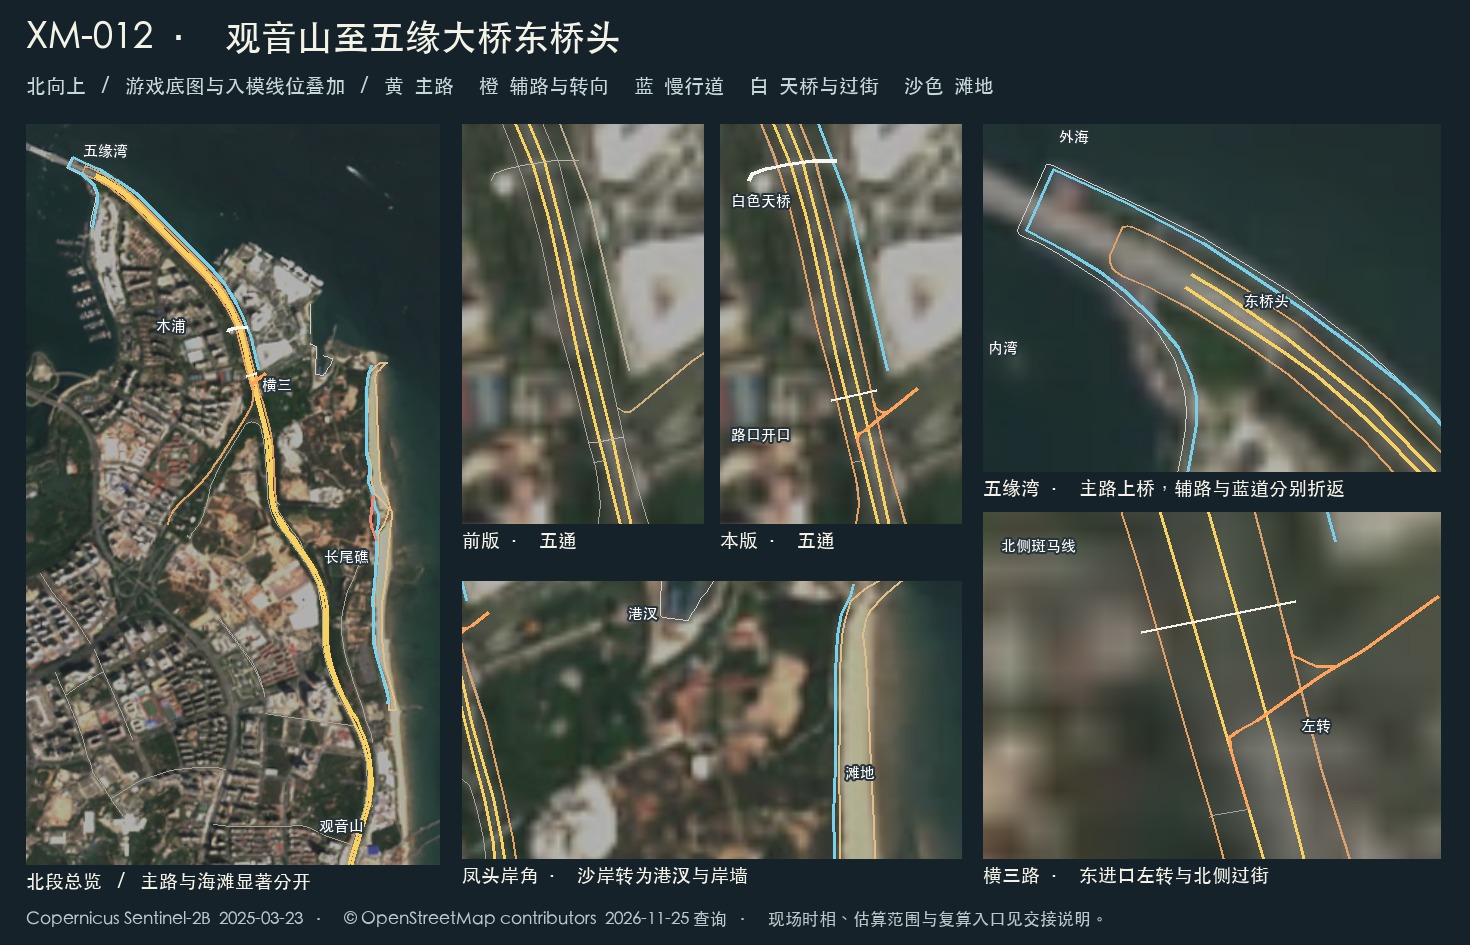 XM-012 · 观音山至五缘大桥东桥头
北向上 / 游戏底图与入模线位叠加 / 黄 主路 橙 辅路与转向 蓝 慢行道 白 天桥与过街 沙色 滩地
五缘湾
木浦
横三
长尾礁
观音山
北段总览 / 主路与海滩显著分开
前版 · 五通
白色天桥
路口开口
本版 · 五通
港汊
滩地
凤头岸角 · 沙岸转为港汊与岸墙
外海
东桥头
内湾
五缘湾 · 主路上桥，辅路与蓝道分别折返
北侧斑马线
左转
横三路 · 东进口左转与北侧过街
Copernicus Sentinel-2B 2025-03-23 · © OpenStreetMap contributors 2026-11-25 查询 · 现场时相、估算范围与复算入口见交接说明。